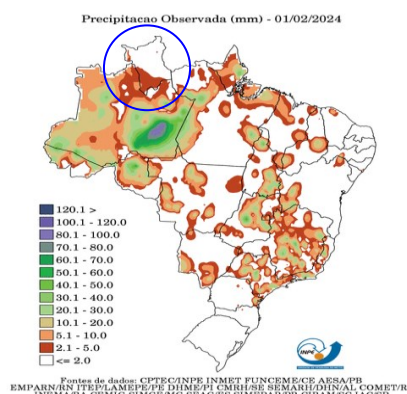 Precipitacao Observada (mm) - 01/02/2024
120.1 >
100.1 - 120.0
80.1 - 100.0
70.1 - 80.0
60.1 - 70.0
50.1 - 60.0
40.1 - 50.0
30.1 - 40.0
20.1 - 30.0
10.1 - 20.0
5.1 - 10.0
2.1 - 5.0
<= 2.0
INPE
Fontes de dados: CPTEC/INPE INMET FUNCEME/CE AESA/PB
EMPARN/RN ITEP/LAMEPE/PE DHME/PI CMRH/SE SEMARH/DHN/AL COMET/R